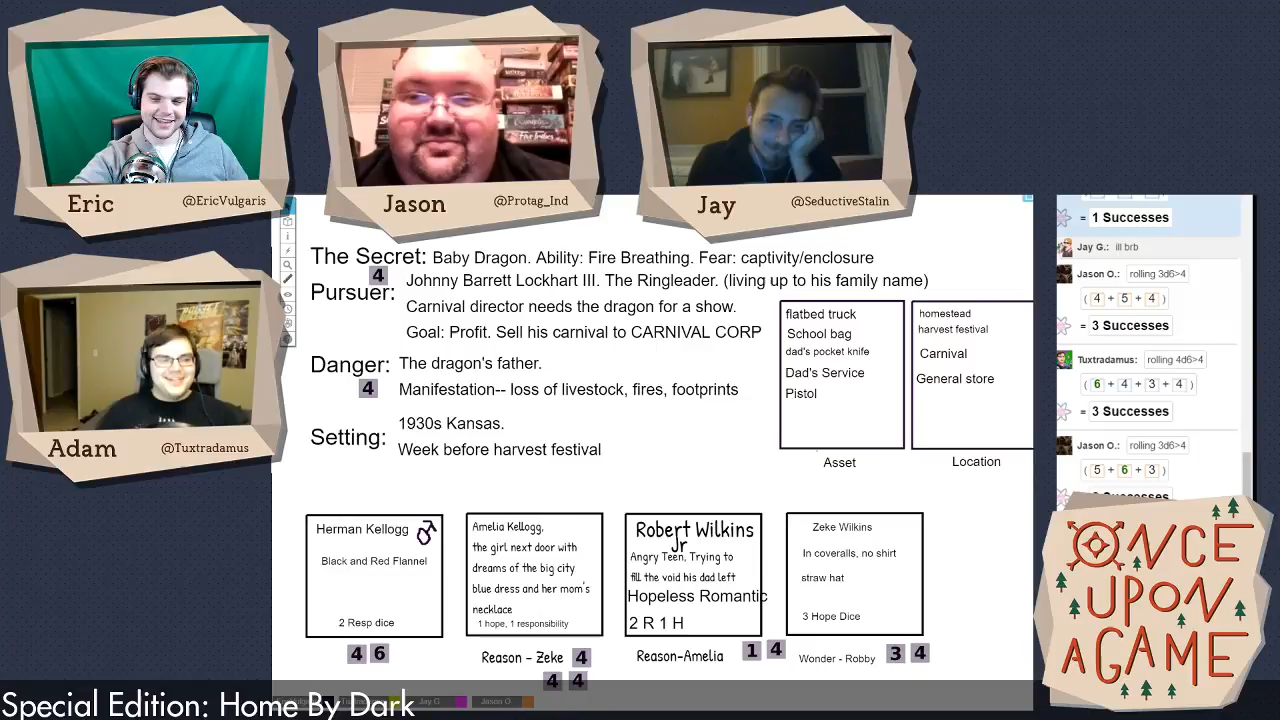 Eric @EricVulgaris
Jason @Protag_Ind
Jay @SeductiveStalin
Adam @Tuxtradamus
The Secret: Baby Dragon. Ability: Fire Breathing. Fear: captivity/enclosure
4
Pursuer: Johnny Barrett Lockhart III. The Ringleader. (living up to his family name)
Carnival director needs the dragon for a show.
Goal: Profit. Sell his carnival to CARNIVAL CORP
Danger: The dragon's father.
4
Manifestation-- loss of livestock, fires, footprints
Setting: 1930s Kansas.
Week before harvest festival
flatbed truck
School bag
dad's pocket knife
Dad's Service
Pistol
Asset
homestead
harvest festival
Carnival
General store
Location
Herman Kellogg
Black and Red Flannel
2 Resp dice
4 6
Amelia Kellogg,
the girl next door with
dreams of the big city
blue dress and her mom's
necklace
1 hope, 1 responsibility
Reason - Zeke 4
4 4
Robert Wilkins
Jr
Angry Teen, Trying to
fill the void his dad left
Hopeless Romantic
2 R 1 H
Reason-Amelia 1 4
Zeke Wilkins
In coveralls, no shirt
straw hat
3 Hope Dice
Wonder - Robby 3 4
= 1 Successes
Jay G.: ill brb
Jason O.: rolling 3d6>4
(4+5+4)
= 3 Successes
Tuxtradamus: rolling 4d6>4
(6+4+3+4)
= 3 Successes
Jason O.: rolling 3d6>4
(5+6+3)
Successes
ONCE
UPON
A GAME
Jay G
Jason O
Special Edition: Home By Dark